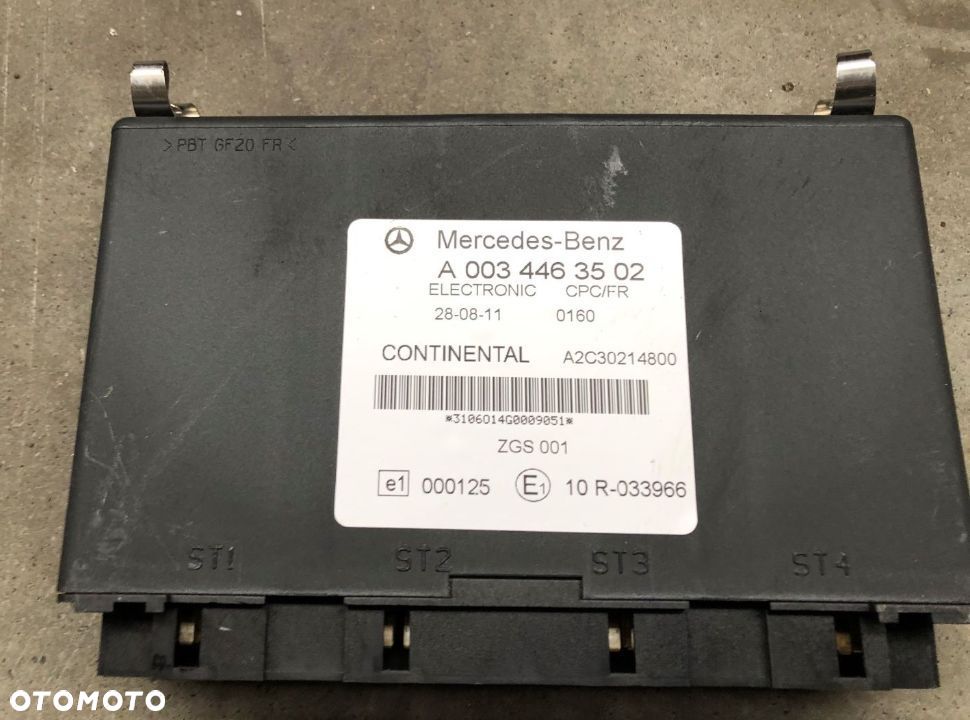 >PBT GF20 FR<
Mercedes-Benz
A 003 446 35 02
ELECTRONIC CPC/FR
28-08-11 0160
CONTINENTAL A2C30214800
*3106014G0009051*
ZGS 001
e1 000125 E1 10 R-033966
ST1 ST2 ST3 ST4
OTOMOTO